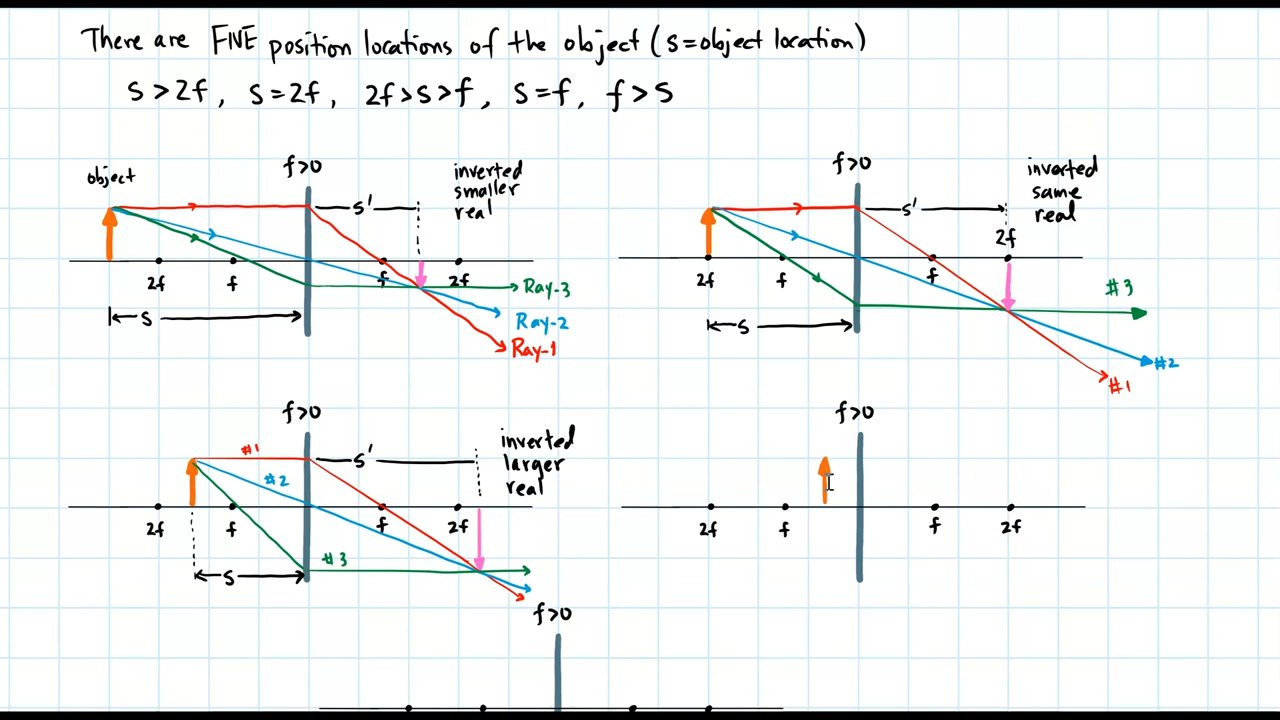 There are FIVE position locations of the object (s=object location)
s > 2f, s = 2f, 2f > s > f, s = f, f > s
object
f>0
s'
inverted
smaller
real
2f
f
f
2f
s
Ray-3
Ray-2
Ray-1
f>0
s'
inverted
same
real
2f
2f
f
f
s
#3
#2
#1
f>0
#1
#2
s'
inverted
larger
real
2f
f
f
2f
s
#3
f>0
2f
f
f
2f
f>0